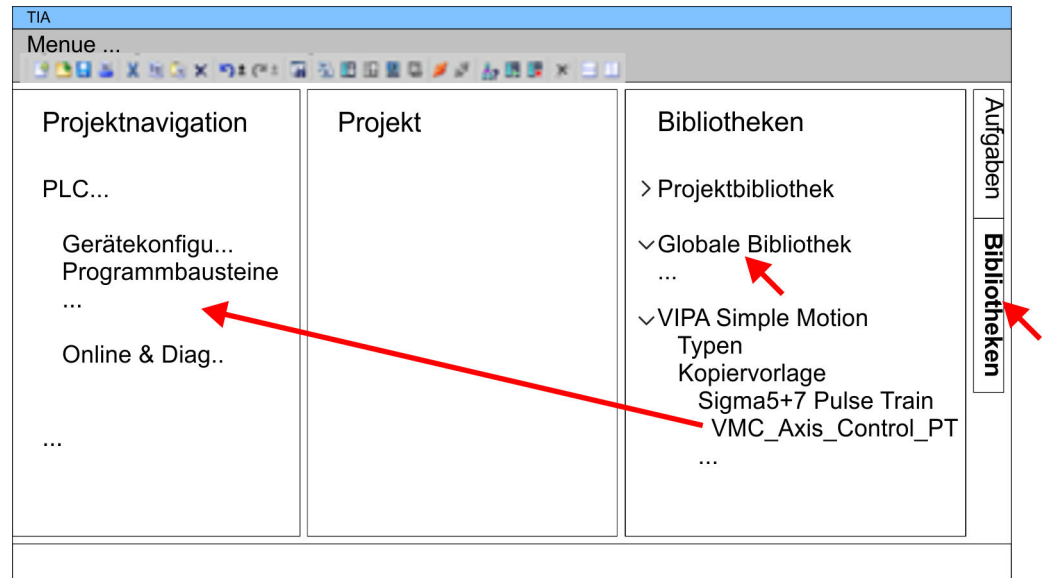 TIA
Menue ...
Projektnavigation
PLC...
Gerätekonfigu...
Programmbausteine
...
Online & Diag..
...
Projekt
Bibliotheken
Projektbibliothek
Globale Bibliothek
...
VIPA Simple Motion
Typen
Kopiervorlage
Sigma5+7 Pulse Train
VMC_Axis_Control_PT
...
Aufgaben
Bibliotheken